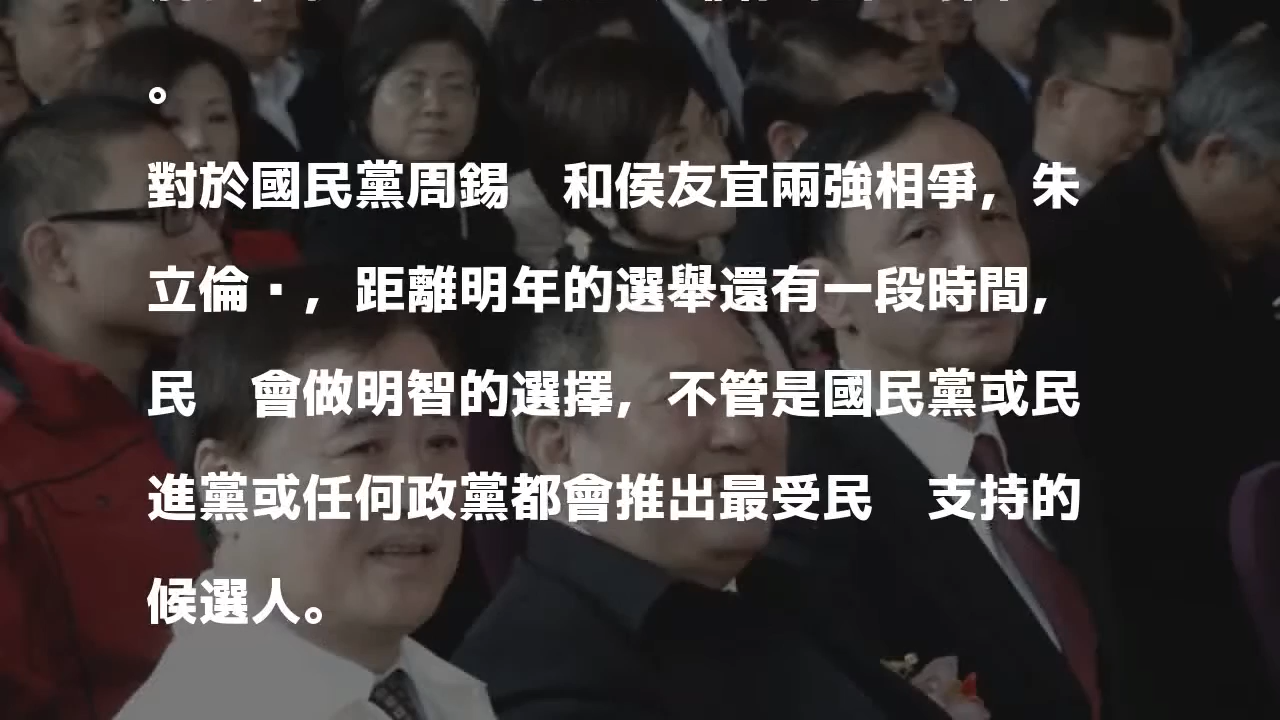 。
對於國民黨周錫　和侯友宜兩強相爭，朱
立倫·，距離明年的選舉還有一段時間，
民　會做明智的選擇，不管是國民黨或民
進黨或任何政黨都會推出最受民　支持的
候選人。